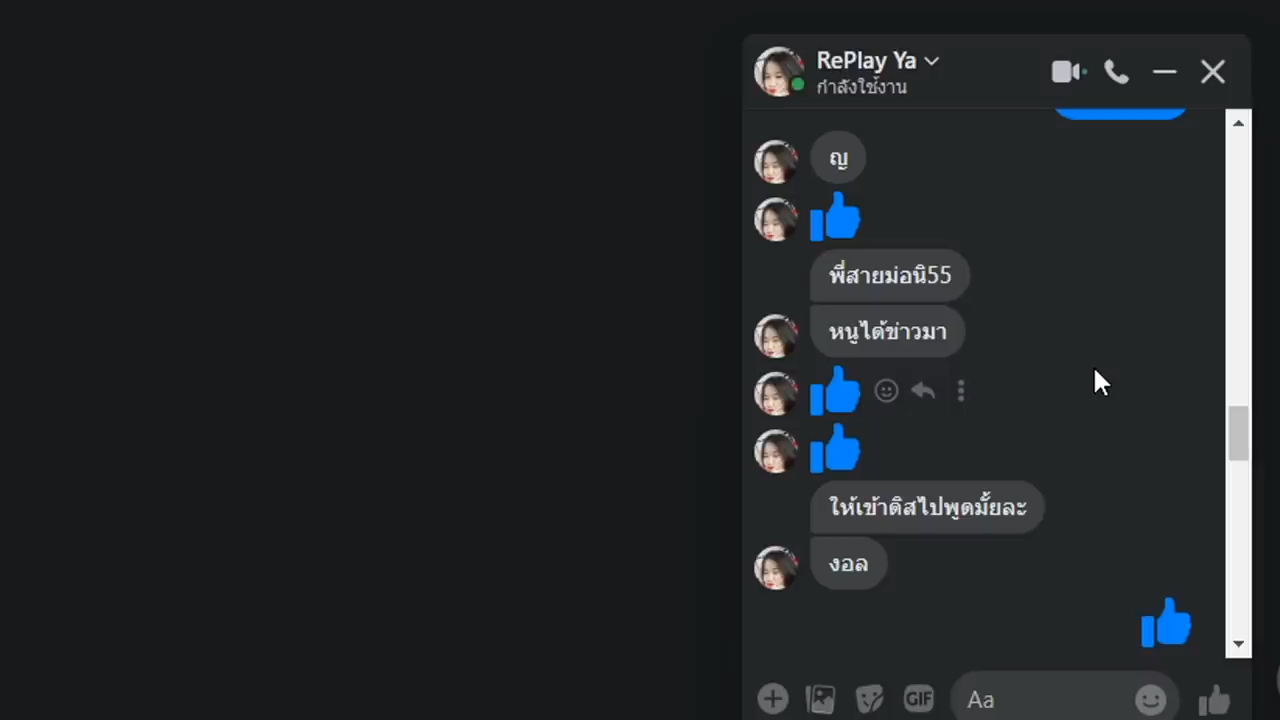 RePlay Ya
กำลังใช้งาน
ญ
พี่สายม่อนิ55
หนูได้ข่าวมา
ให้เข้าดิสไปพูดมั้ยละ
งอล
GIF
Aa